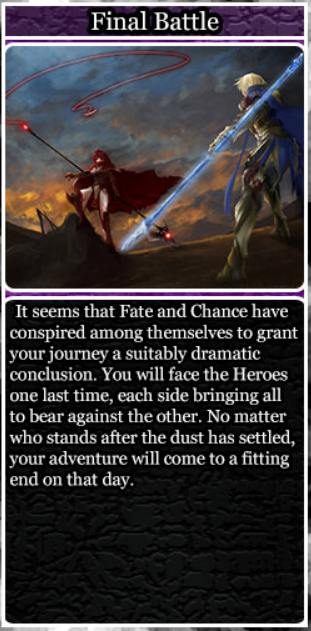 Final Battle
It seems that Fate and Chance have
conspired among themselves to grant
your journey a suitably dramatic
conclusion. You will face the Heroes
one last time, each side bringing all
to bear against the other. No matter
who stands after the dust has settled,
your adventure will come to a fitting
end on that day.